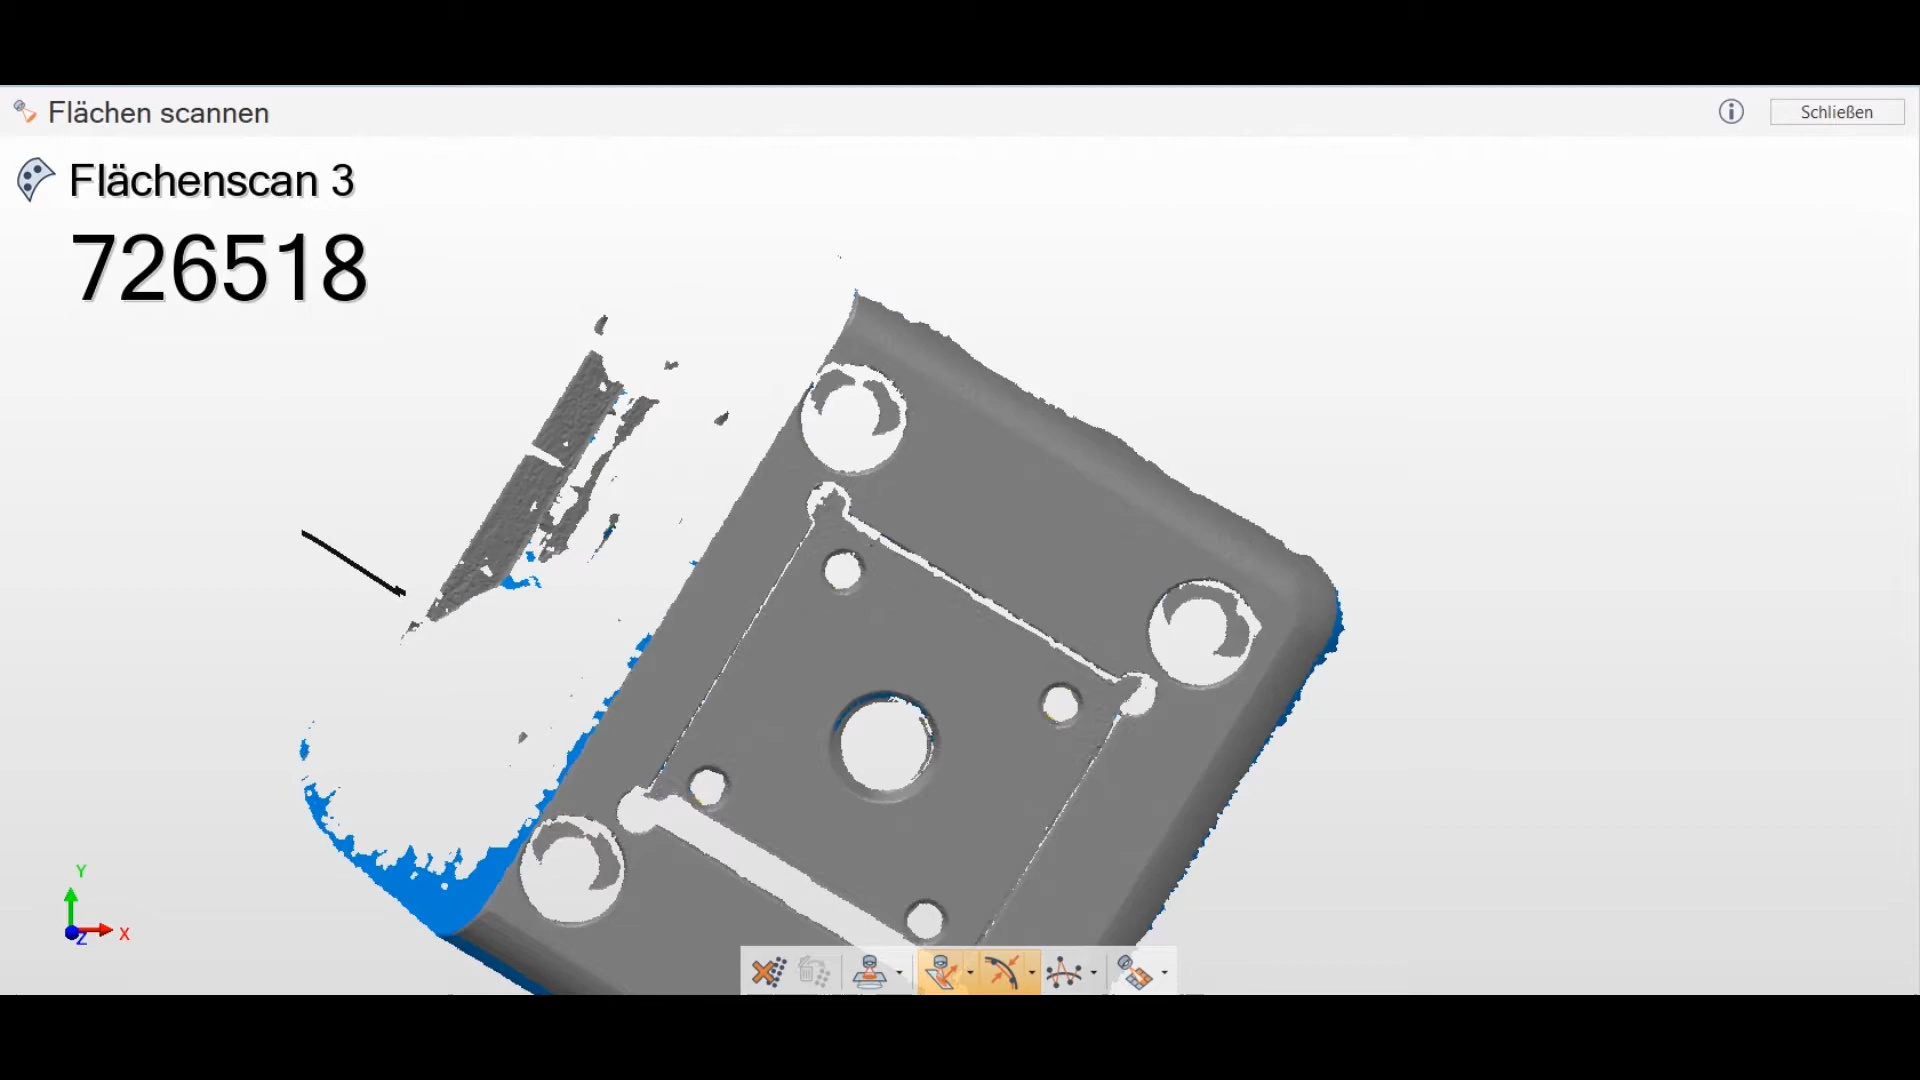 Flächen scannen
Schließen
Flächenscan 3
726518
Y
Z
X